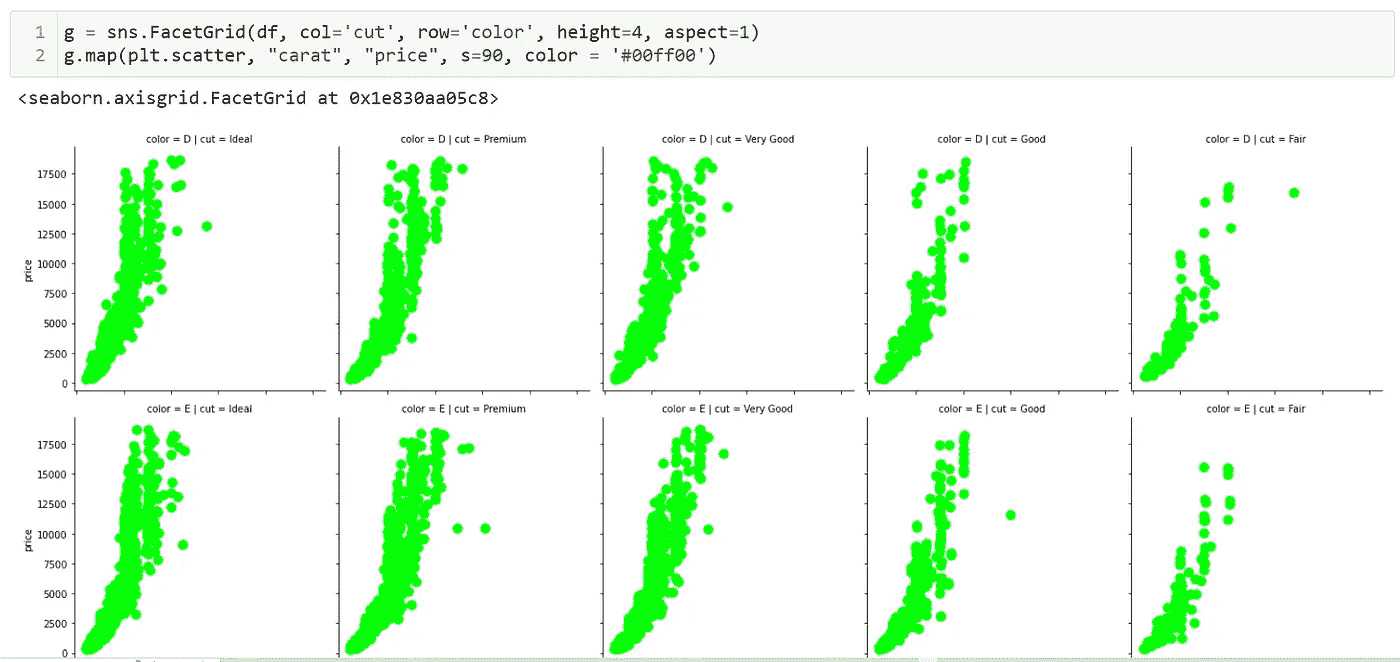 1 g = sns.FacetGrid(df, col='cut', row='color', height=4, aspect=1)
2 g.map(plt.scatter, "carat", "price", s=90, color = '#00ff00')
<seaborn.axisgrid.FacetGrid at 0x1e830aa05c8>
color = D | cut = Ideal
color = D | cut = Premium
color = D | cut = Very Good
color = D | cut = Good
color = D | cut = Fair
17500
15000
12500
10000
7500
5000
2500
0
price
color = E | cut = Ideal
color = E | cut = Premium
color = E | cut = Very Good
color = E | cut = Good
color = E | cut = Fair
17500
15000
12500
10000
7500
5000
2500
0
price